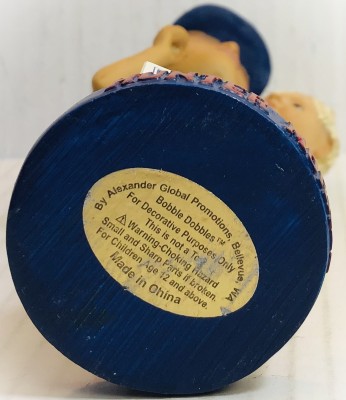 By Alexander Global Promotions, Bellevue, WA
Bobble Dobbles™
For Decorative Purposes Only
This is not a
Warning-Choking Hazard
Small and Sharp Parts if broken.
For Children Age 12 and above.
Made in China